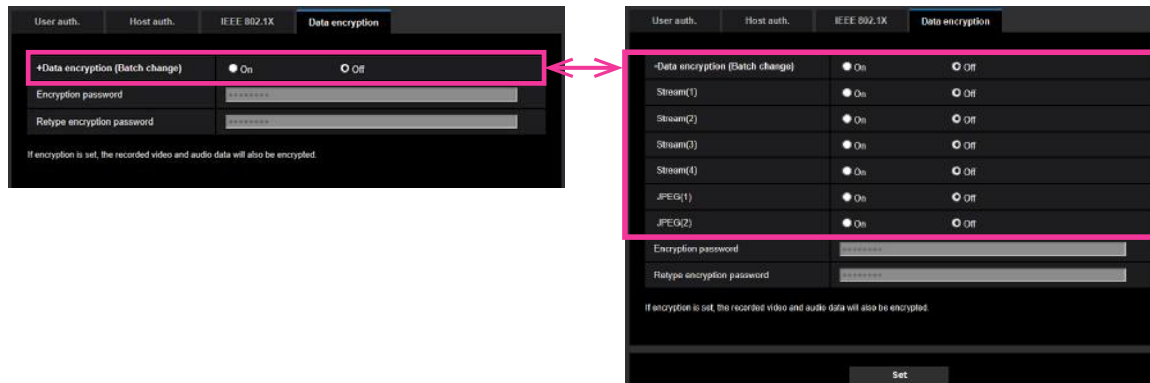 User auth. Host auth. IEEE 802.1X Data encryption
+Data encryption (Batch change) On Off
Encryption password ••••••••
Retype encryption password ••••••••
If encryption is set, the recorded video and audio data will also be encrypted.
User auth. Host auth. IEEE 802.1X Data encryption
-Data encryption (Batch change) On Off
Stream(1) On Off
Stream(2) On Off
Stream(3) On Off
Stream(4) On Off
JPEG(1) On Off
JPEG(2) On Off
Encryption password ••••••••
Retype encryption password ••••••••
If encryption is set, the recorded video and audio data will also be encrypted.
Set